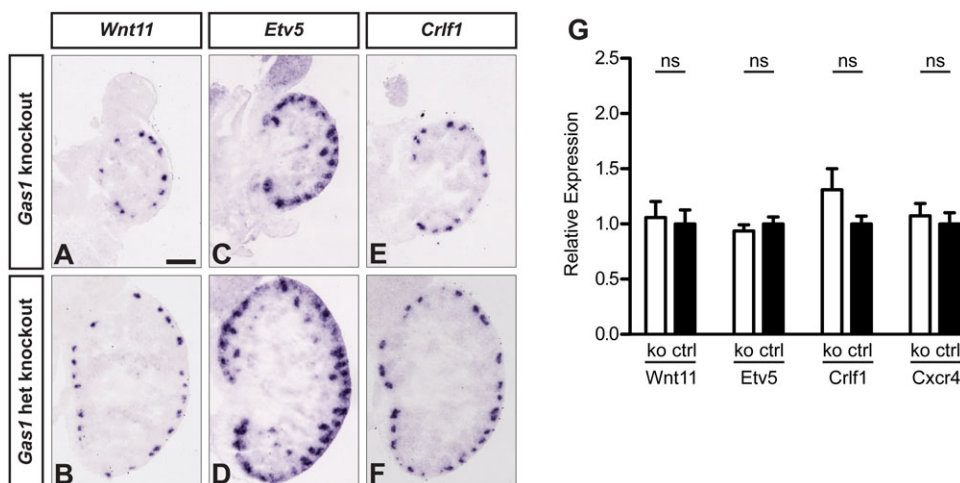 Wnt11 Etv5 Crlf1
Gas1 knockout
A C E
Gas1 het knockout
B D F
G
Relative Expression
2.5
2.0
1.5
1.0
0.5
0.0
ns ns ns ns
ko ctrl ko ctrl ko ctrl ko ctrl
Wnt11 Etv5 Crlf1 Cxcr4